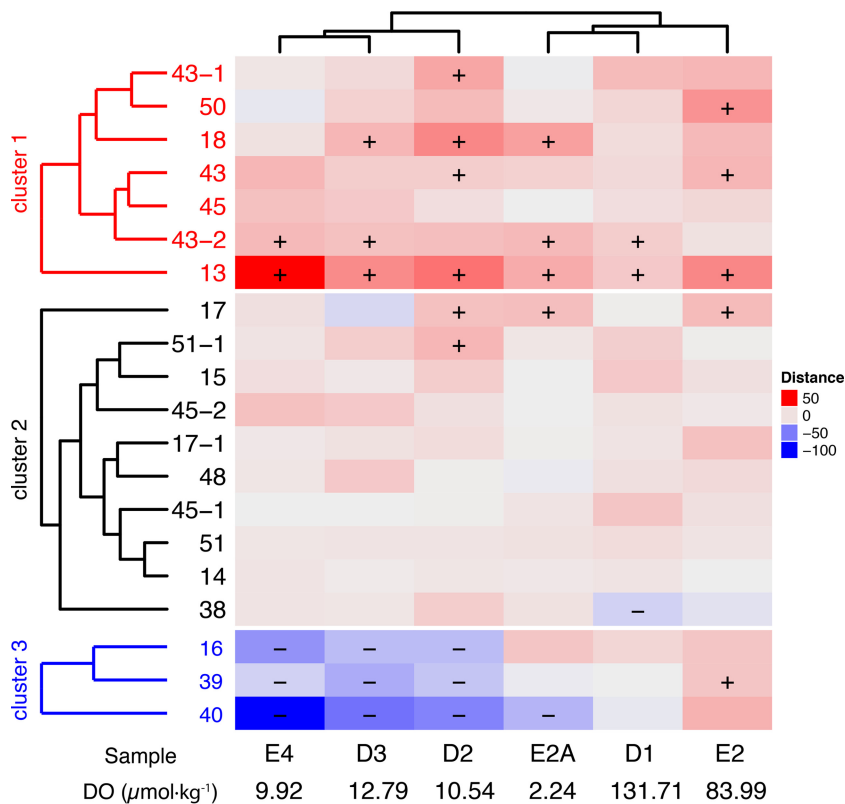 cluster 1
43−1 +
50 +
18 + + +
43 + +
45
43−2 + + + +
13 + + + + + +
cluster 2
17 + + +
51−1 +
15
45−2
17−1
48
45−1
51
14
38 −
cluster 3
16 − − −
39 − − − +
40 − − − −
Distance
50
0
−50
−100
Sample E4 D3 D2 E2A D1 E2
DO (μmol·kg⁻¹) 9.92 12.79 10.54 2.24 131.71 83.99